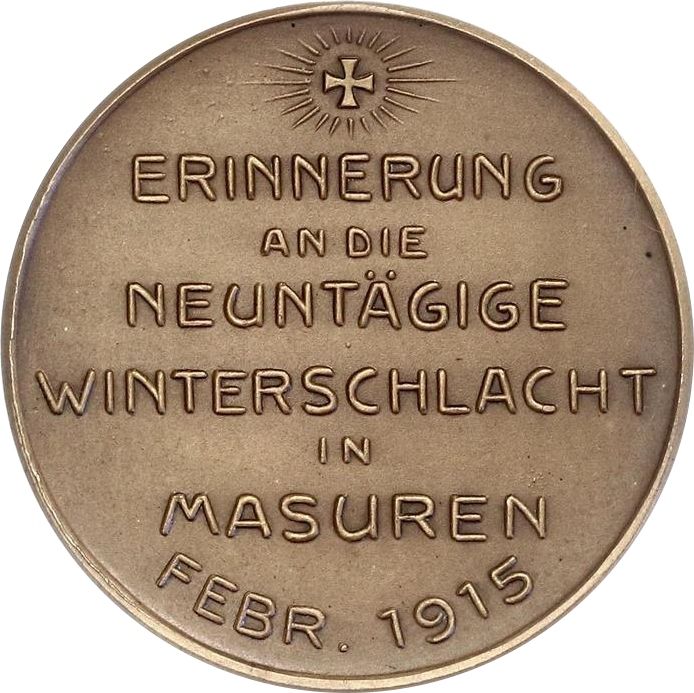 ERINNERUNG
AN DIE
NEUNTÄGIGE
WINTERSCHLACHT
IN
MASUREN
FEBR. 1915